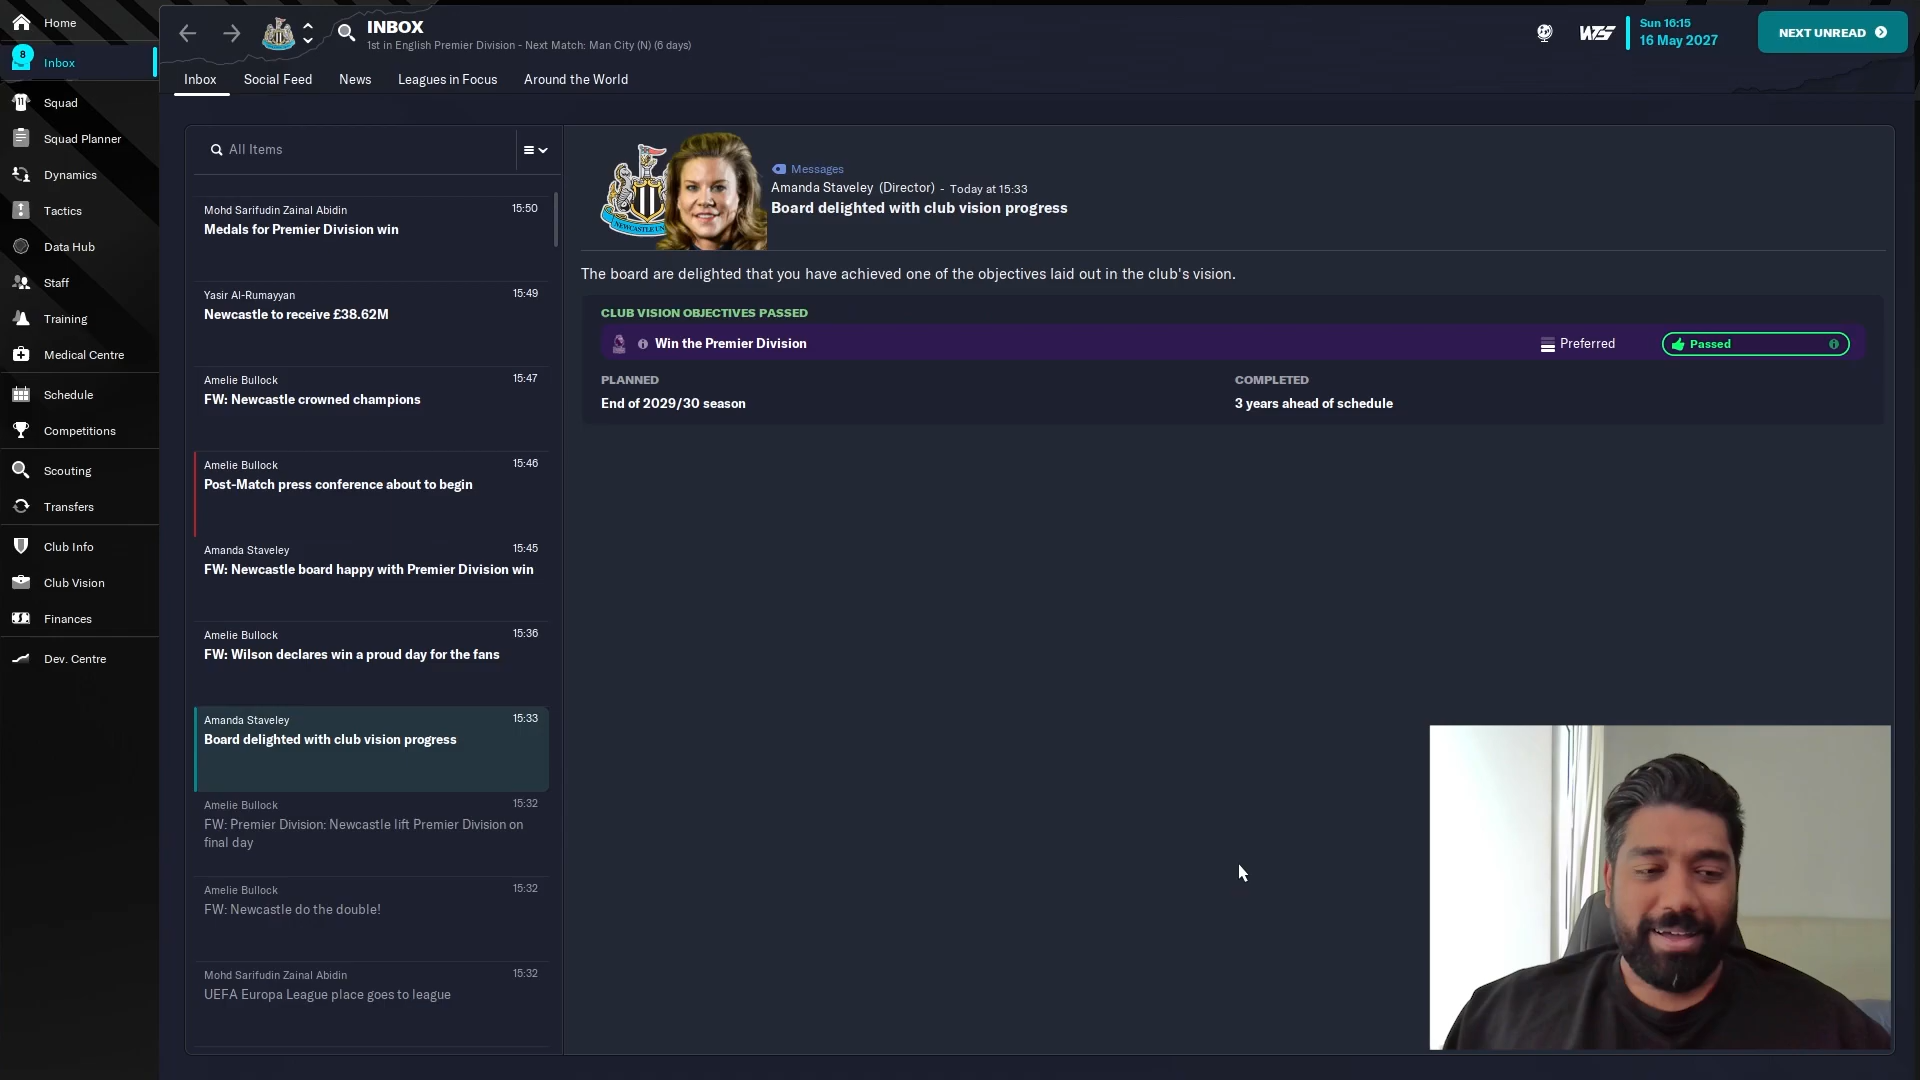 Home
8
Inbox
11
Squad
Squad Planner
Dynamics
Tactics
Data Hub
Staff
Training
Medical Centre
Schedule
Competitions
Scouting
Transfers
Club Info
Club Vision
Finances
Dev. Centre
INBOX
1st in English Premier Division - Next Match: Man City (N) (6 days)
Sun 16:15
16 May 2027
NEXT UNREAD
Inbox
Social Feed
News
Leagues in Focus
Around the World
All Items
Mohd Sarifudin Zainal Abidin 15:50
Medals for Premier Division win
Yasir Al-Rumayyan 15:49
Newcastle to receive £38.62M
Amelie Bullock 15:47
FW: Newcastle crowned champions
Amelie Bullock 15:46
Post-Match press conference about to begin
Amanda Staveley 15:45
FW: Newcastle board happy with Premier Division win
Amelie Bullock 15:36
FW: Wilson declares win a proud day for the fans
Amanda Staveley 15:33
Board delighted with club vision progress
Amelie Bullock 15:32
FW: Premier Division: Newcastle lift Premier Division on
final day
Amelie Bullock 15:32
FW: Newcastle do the double!
Mohd Sarifudin Zainal Abidin 15:32
UEFA Europa League place goes to league
Messages
Amanda Staveley (Director) - Today at 15:33
Board delighted with club vision progress
The board are delighted that you have achieved one of the objectives laid out in the club's vision.
CLUB VISION OBJECTIVES PASSED
Win the Premier Division Preferred Passed
PLANNED COMPLETED
End of 2029/30 season 3 years ahead of schedule